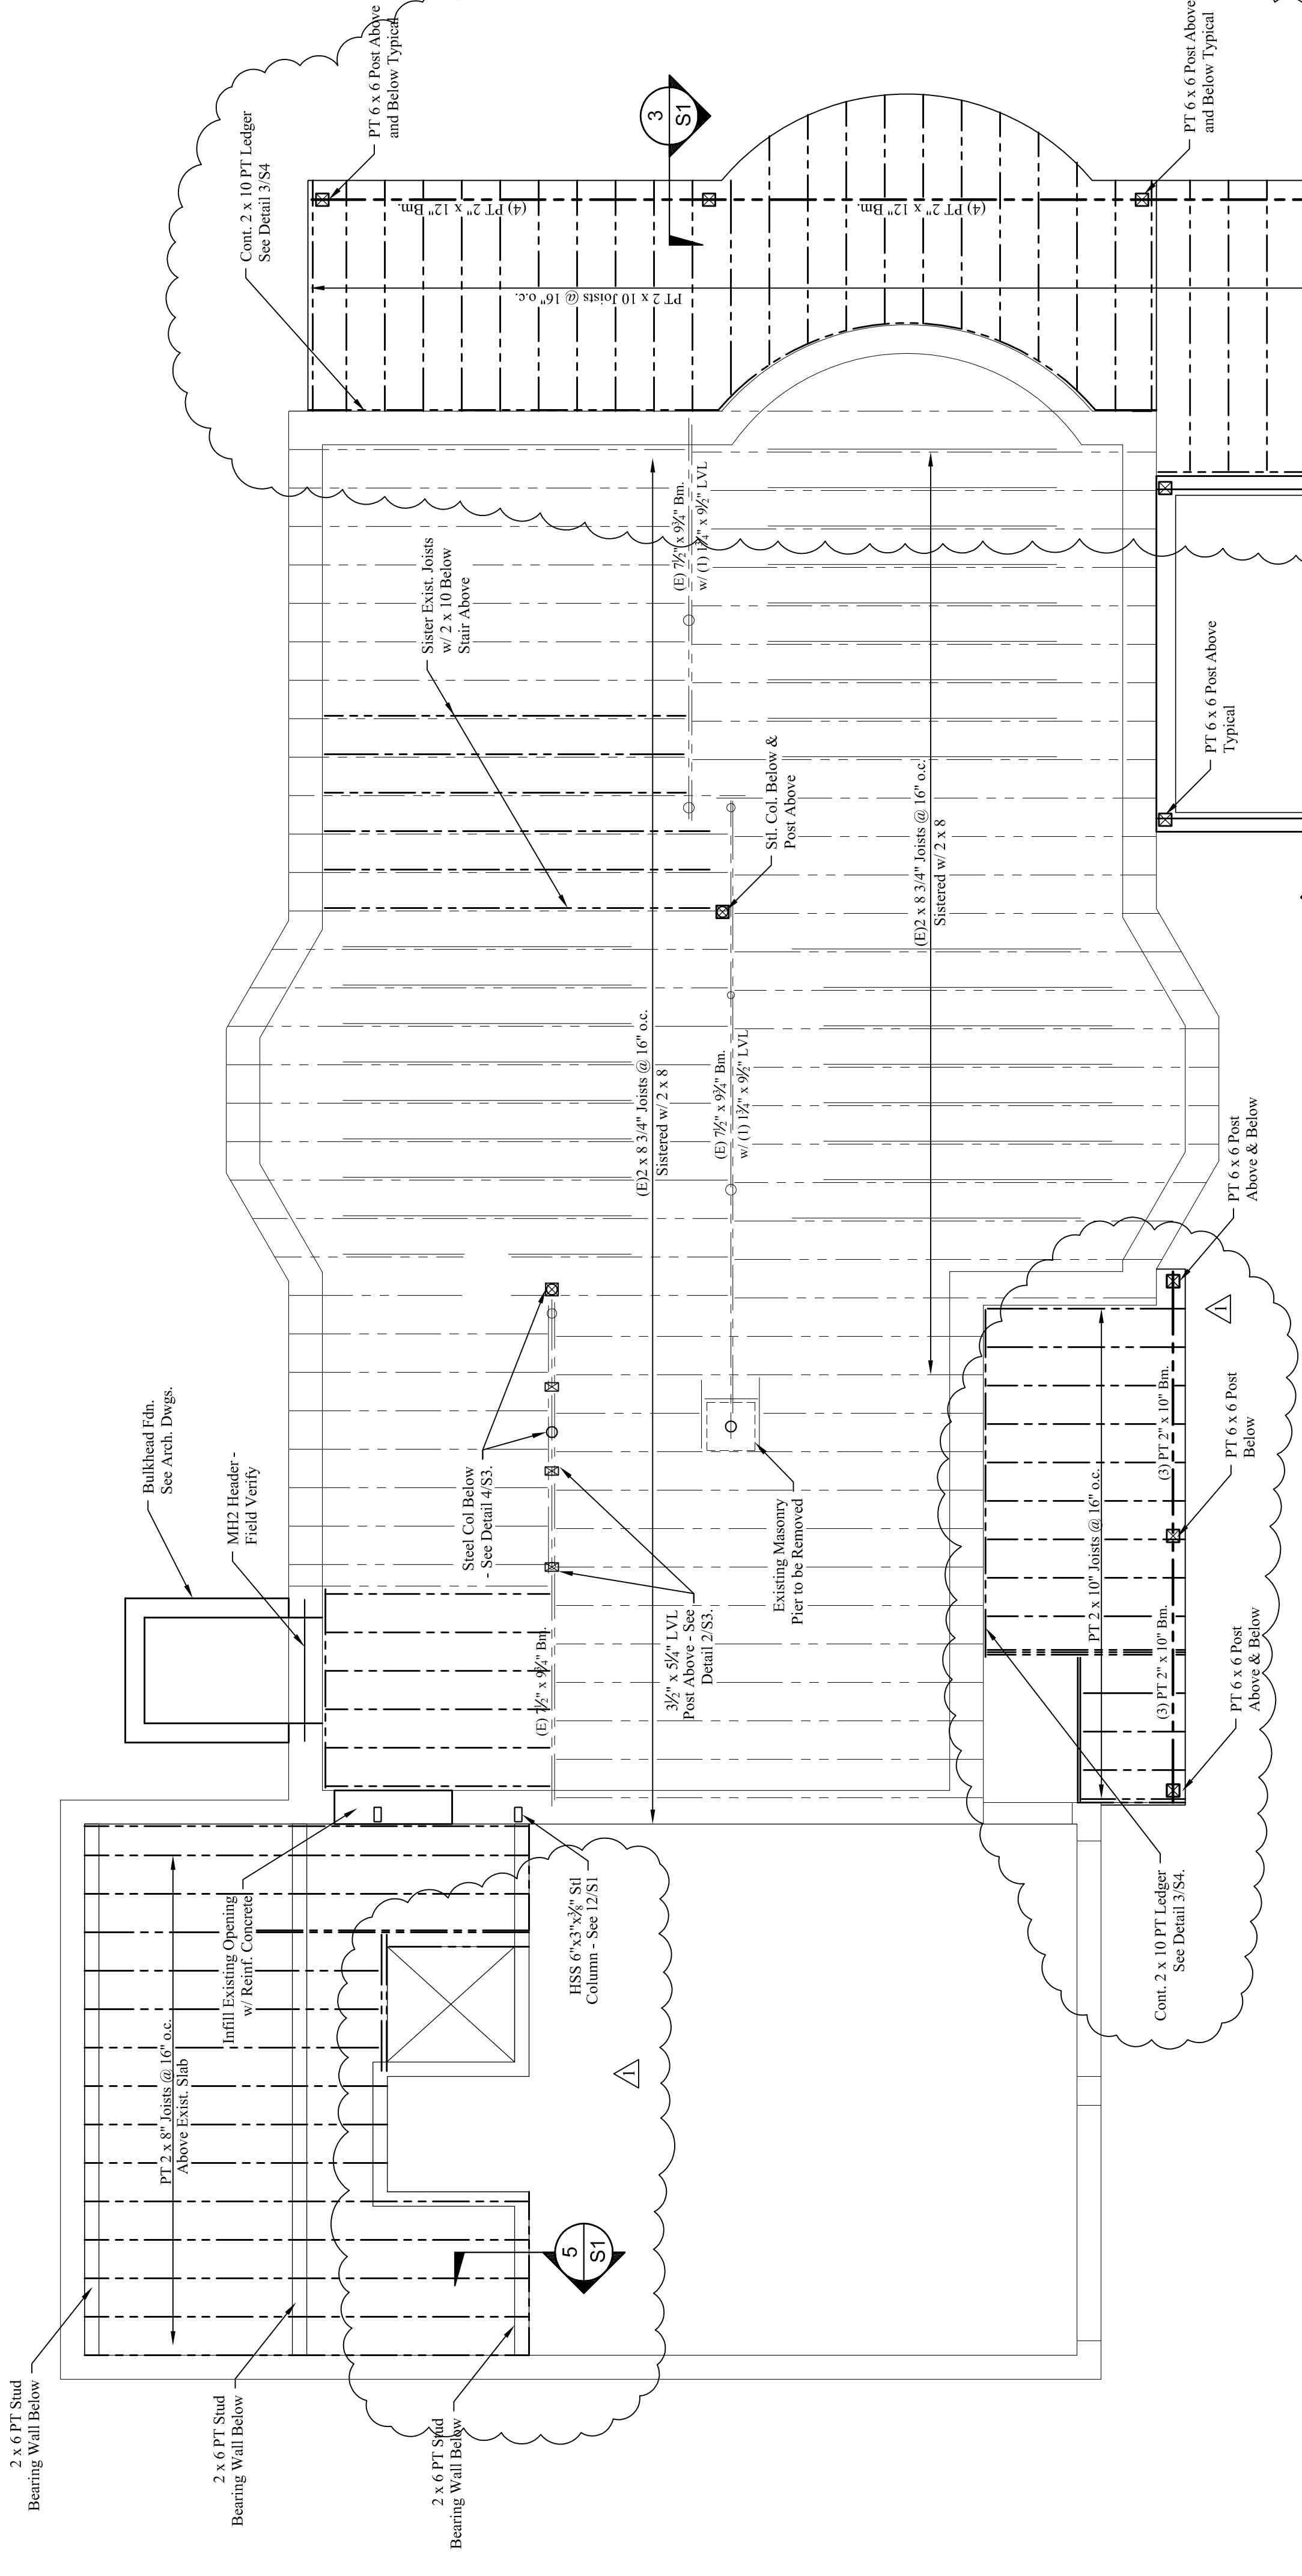 2 x 6 PT Stud
Bearing Wall Below
2 x 6 PT Stud
Bearing Wall Below
2 x 6 PT Stud
Bearing Wall Below
PT 2 x 8" Joists @ 16" o.c.
Above Exist. Slab
Infill Existing Opening
w/ Reinf. Concrete
HSS 6"x3"x3⁄8" Stl
Column - See 12/S1
5
S1
1
Bulkhead Fdn.
See Arch. Dwgs.
MH2 Header -
Field Verify
Steel Col Below
- See Detail 4/S3.
(E) 7½" x 9¾" Bm.
3½" x 5¼" LVL
Post Above - See
Detail 2/S3.
Existing Masonry
Pier to be Removed
(E)2 x 8 3/4" Joists @ 16" o.c.
Sistered w/ 2 x 8
(E) 7½" x 9¾" Bm.
w/ (1) 1¾" x 9½" LVL
Sister Exist. Joists
w/ 2 x 10 Below
Stair Above
Stl. Col. Below &
Post Above
(E) 7½" x 9¾" Bm.
w/ (1) 1¾" x 9½" LVL
(E)2 x 8 3/4" Joists @ 16" o.c.
Sistered w/ 2 x 8
Cont. 2 x 10 PT Ledger
See Detail 3/S4
PT 6 x 6 Post Above
and Below Typical
(4) PT 2" x 12" Bm.
(4) PT 2" x 12" Bm.
PT 2 x 10 Joists @ 16" o.c.
3
S1
PT 6 x 6 Post Above
and Below Typical
PT 6 x 6 Post Above
Typical
Cont. 2 x 10 PT Ledger
See Detail 3/S4.
PT 2 x 10" Joists @ 16" o.c.
(3) PT 2" x 10" Bm.
(3) PT 2" x 10" Bm.
PT 6 x 6 Post
Above & Below
PT 6 x 6 Post
Below
PT 6 x 6 Post
Above & Below
1